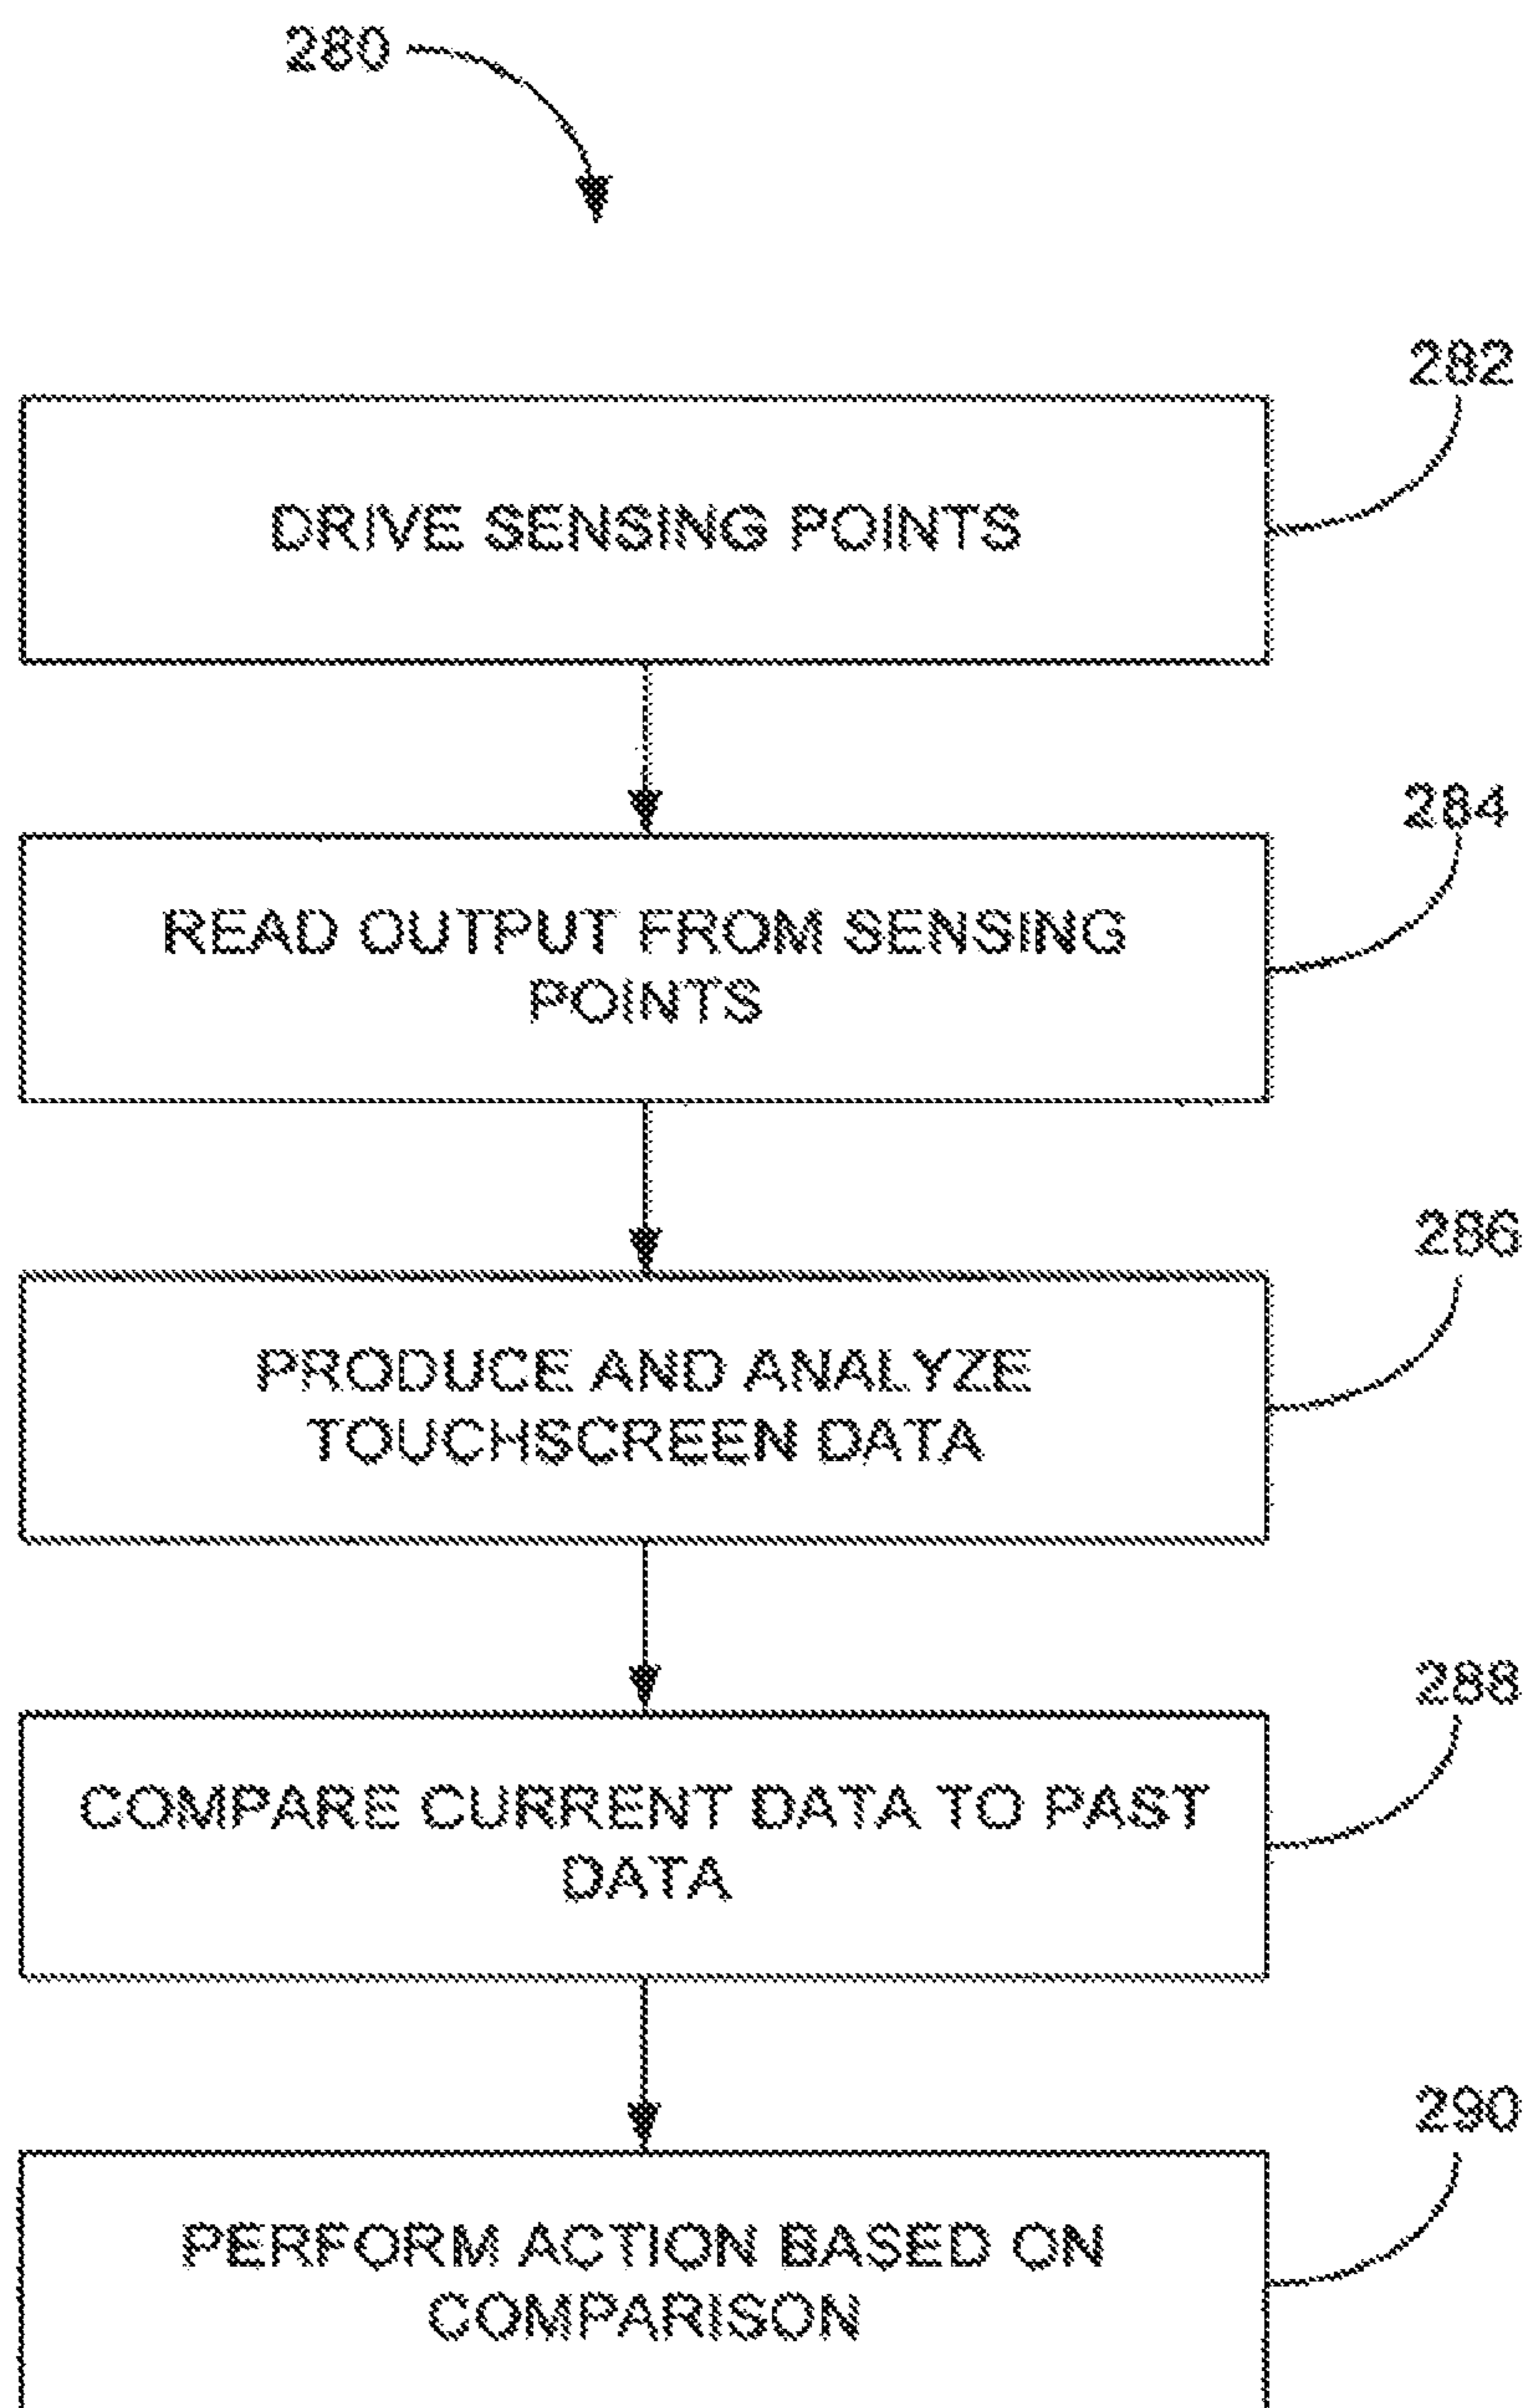 280
282
DRIVE SENSING POINTS
284
READ OUTPUT FROM SENSING
POINTS
286
PRODUCE AND ANALYZE
TOUCHSCREEN DATA
288
COMPARE CURRENT DATA TO PAST
DATA
290
PERFORM ACTION BASED ON
COMPARISON